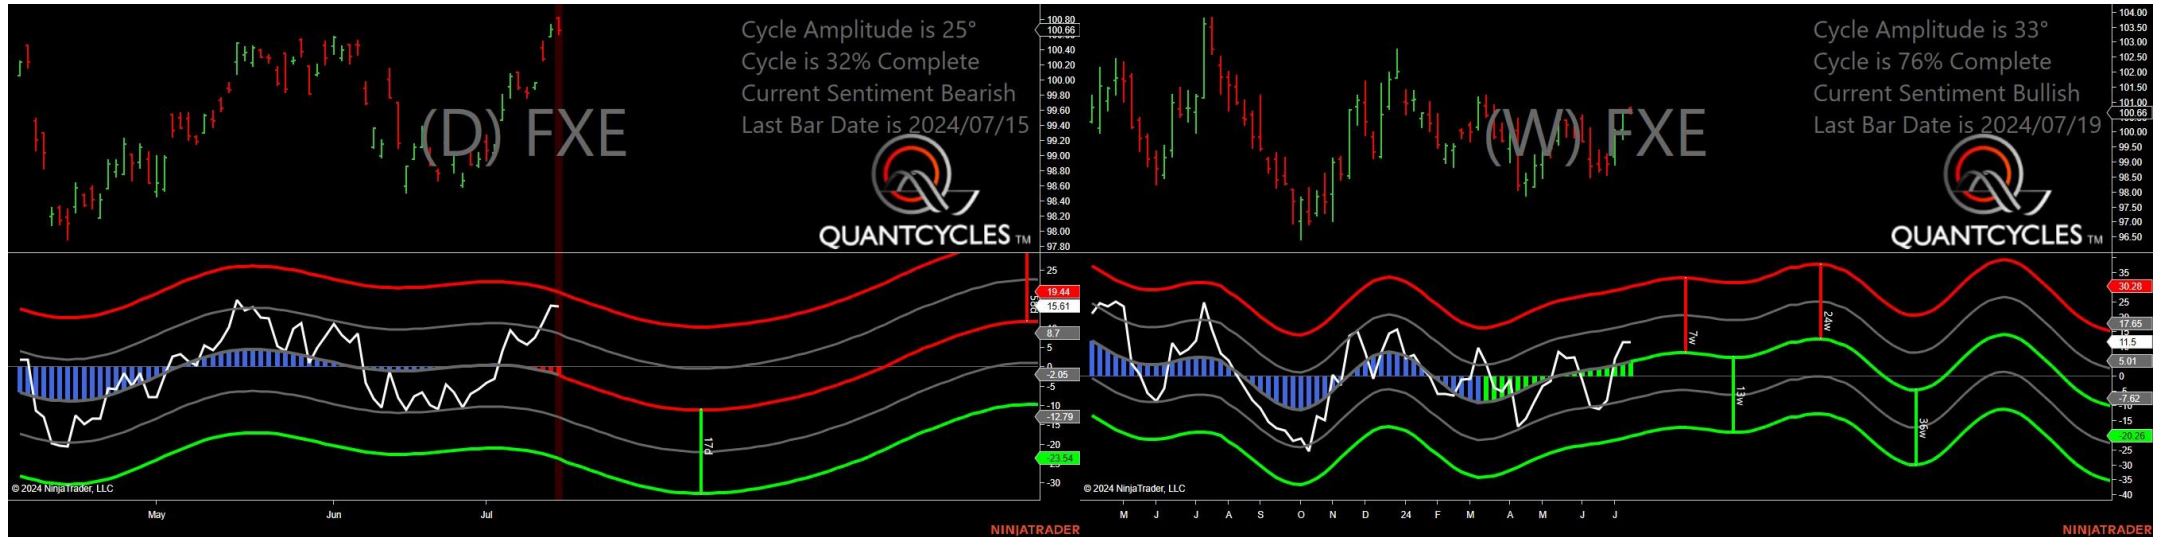 Cycle Amplitude is 25°
Cycle is 32% Complete
Current Sentiment Bearish
Last Bar Date is 2024/07/15
(D) FXE
QUANTCYCLES TM
100.80
100.66
100.40
100.20
100.00
99.80
99.60
99.40
99.20
99.00
98.80
98.60
98.40
98.20
98.00
97.80
25
19.44
15.61
8.7
5
0
-2.05
-5
-10
-12.79
-15
-20
-23.54
-30
58d
17d
© 2024 NinjaTrader, LLC
May Jun Jul
NINJATRADER
Cycle Amplitude is 33°
Cycle is 76% Complete
Current Sentiment Bullish
Last Bar Date is 2024/07/19
(W) FXE
QUANTCYCLES TM
104.00
103.50
103.00
102.50
102.00
101.50
101.00
100.66
100.00
99.50
99.00
98.50
98.00
97.50
97.00
96.50
35
30.28
25
17.65
11.5
5.01
0
-7.62
-10
-15
-20.26
-25
-30
-35
-40
7w
24w
13w
36w
© 2024 NinjaTrader, LLC
M J J A S O N D 24 F M A M J J
NINJATRADER